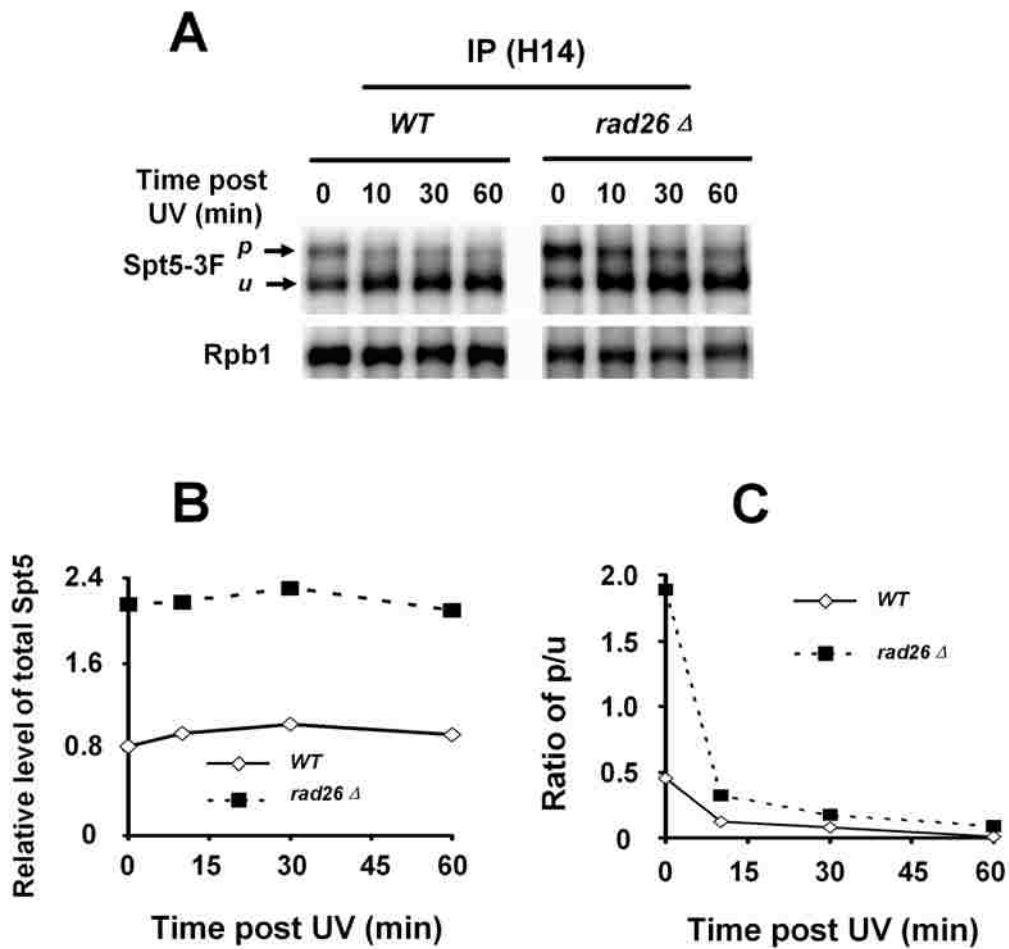 A
IP (H14)
WT rad26 Δ
Time post UV (min) 0 10 30 60 0 10 30 60
Spt5-3F p
u
Rpb1
B
Relative level of total Spt5
2.4
1.6
0.8
0
WT
rad26 Δ
0 15 30 45 60
Time post UV (min)
C
Ratio of p/u
2.0
1.5
1.0
0.5
0
WT
rad26 Δ
0 15 30 45 60
Time post UV (min)